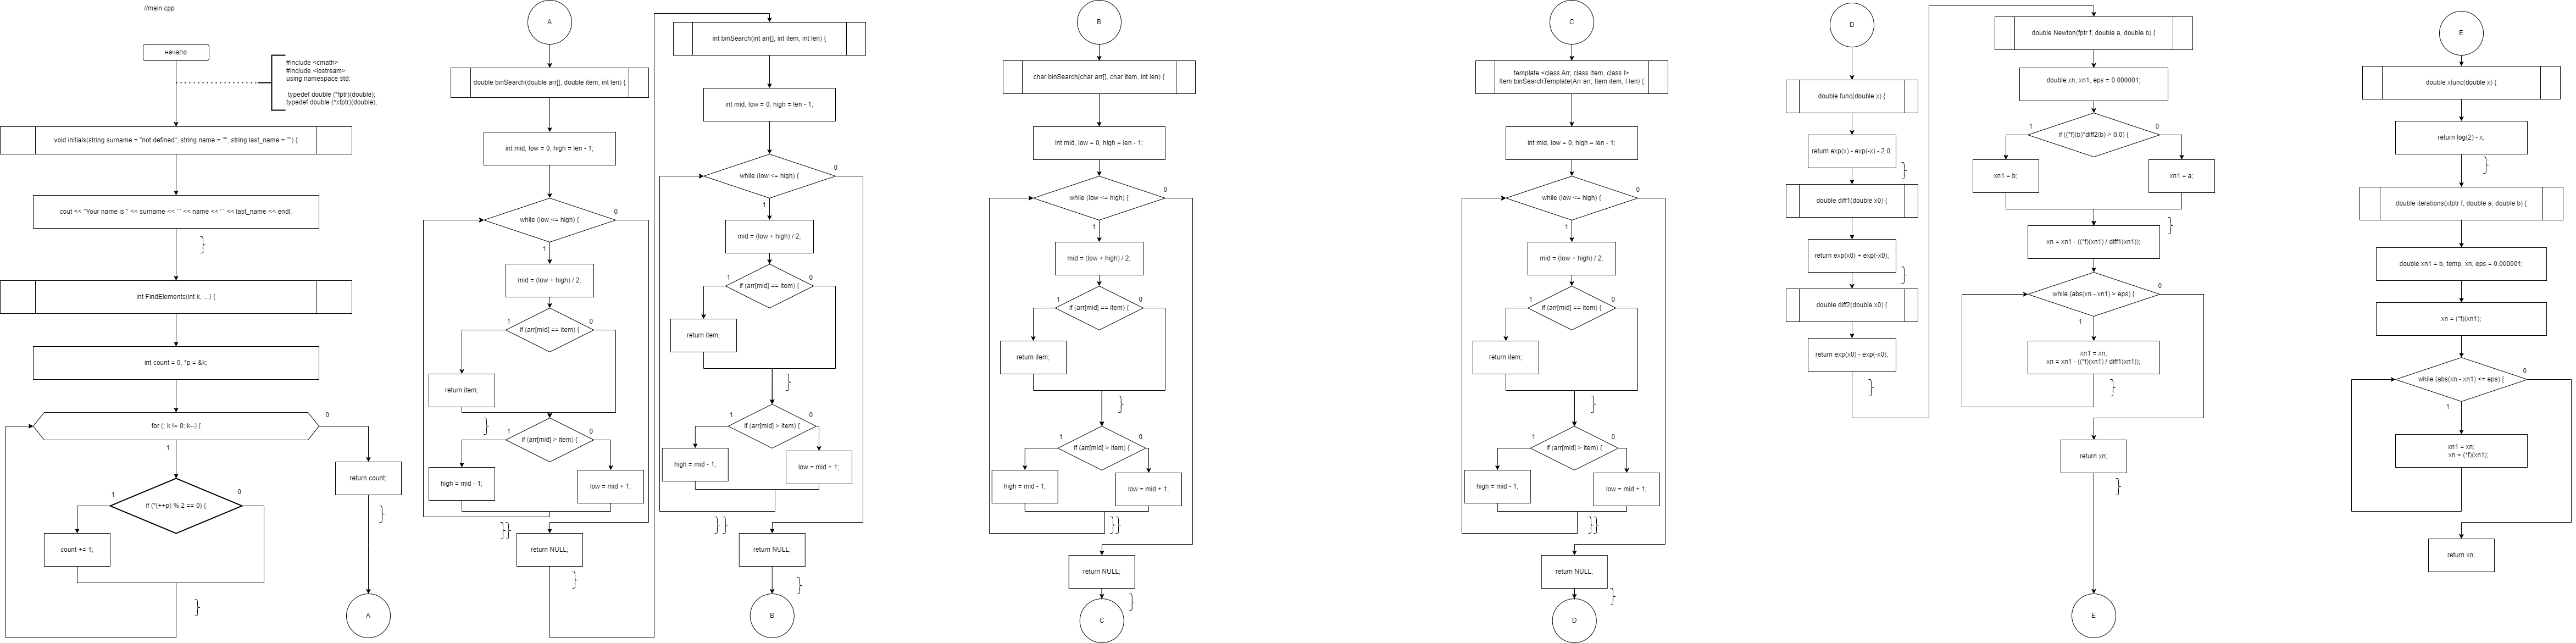 //main.cpp
начало
#include <cmath>
#include <iostream>
using namespace std;
typedef double (*fptr)(double);
typedef double (*xfptr)(double);
void initials(string surname = "not defined", string name = "", string last_name = "") {
cout << "Your name is " << surname << ' ' << name << ' ' << last_name << endl;
}
int FindElements(int k, ...) {
int count = 0, *p = &k;
for (; k != 0; k--) {
0
1
return count;
}
if (*(++p) % 2 == 0) {
1
0
count += 1;
}
A
A
double binSearch(double arr[], double item, int len) {
int mid, low = 0, high = len - 1;
while (low <= high) {
0
1
mid = (low + high) / 2;
if (arr[mid] == item) {
1
0
return item;
}
if (arr[mid] > item) {
1
0
high = mid - 1;
low = mid + 1;
}}
return NULL;
}
int binSearch(int arr[], int item, int len) {
int mid, low = 0, high = len - 1;
while (low <= high) {
0
1
mid = (low + high) / 2;
if (arr[mid] == item) {
1
0
return item;
}
if (arr[mid] > item) {
1
0
high = mid - 1;
low = mid + 1;
} }
return NULL;
}
B
B
char binSearch(char arr[], char item, int len) {
int mid, low = 0, high = len - 1;
while (low <= high) {
0
1
mid = (low + high) / 2;
if (arr[mid] == item) {
1
0
return item;
}
if (arr[mid] > item) {
1
0
high = mid - 1;
low = mid + 1;
}}
return NULL;
}
C
C
template <class Arr, class Item, class I>
Item binSearchTemplate(Arr arr, Item item, I len) {
int mid, low = 0, high = len - 1;
while (low <= high) {
0
1
mid = (low + high) / 2;
if (arr[mid] == item) {
1
0
return item;
}
if (arr[mid] > item) {
1
0
high = mid - 1;
low = mid + 1;
}}
return NULL;
}
D
D
double func(double x) {
return exp(x) - exp(-x) - 2.0;
}
double diff1(double x0) {
return exp(x0) + exp(-x0);
}
double diff2(double x0) {
return exp(x0) - exp(-x0);
}
double Newton(fptr f, double a, double b) {
double xn, xn1, eps = 0.000001;
if ((*f)(b)*diff2(b) > 0.0) {
1
0
xn1 = b;
xn1 = a;
}
xn = xn1 - ((*f)(xn1) / diff1(xn1));
while (abs(xn - xn1) > eps) {
0
1
xn1 = xn;
xn = xn1 - ((*f)(xn1) / diff1(xn1));
}
return xn;
}
E
E
double xfunc(double x) {
return log(2) - x;
}
double iterations(xfptr f, double a, double b) {
double xn1 = b, temp, xn, eps = 0.000001;
xn = (*f)(xn1);
while (abs(xn - xn1) <= eps) {
0
1
xn1 = xn;
xn = (*f)(xn1);
return xn;